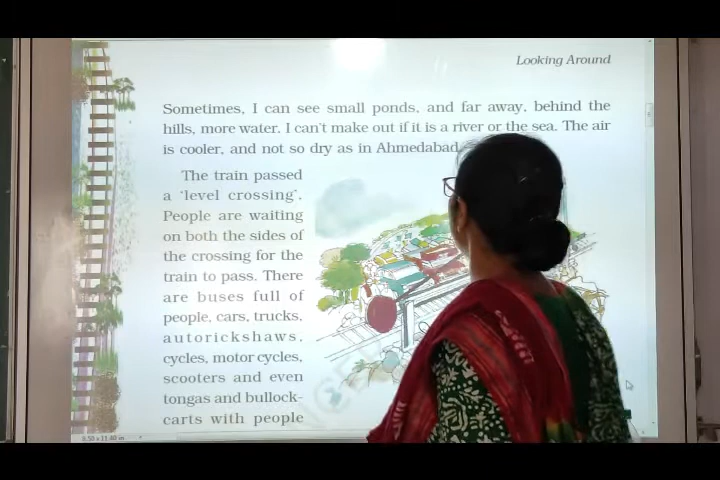 Looking Around
Sometimes, I can see small ponds, and far away, behind the
hills, more water. I can't make out if it is a river or the sea. The air
is cooler, and not so dry as in Ahmedabad.
The train passed
a 'level crossing'.
People are waiting
on both the sides of
the crossing for the
train to pass. There
are buses full of
people, cars, trucks,
autorickshaws,
cycles, motor cycles,
scooters and even
tongas and bullock-
carts with people